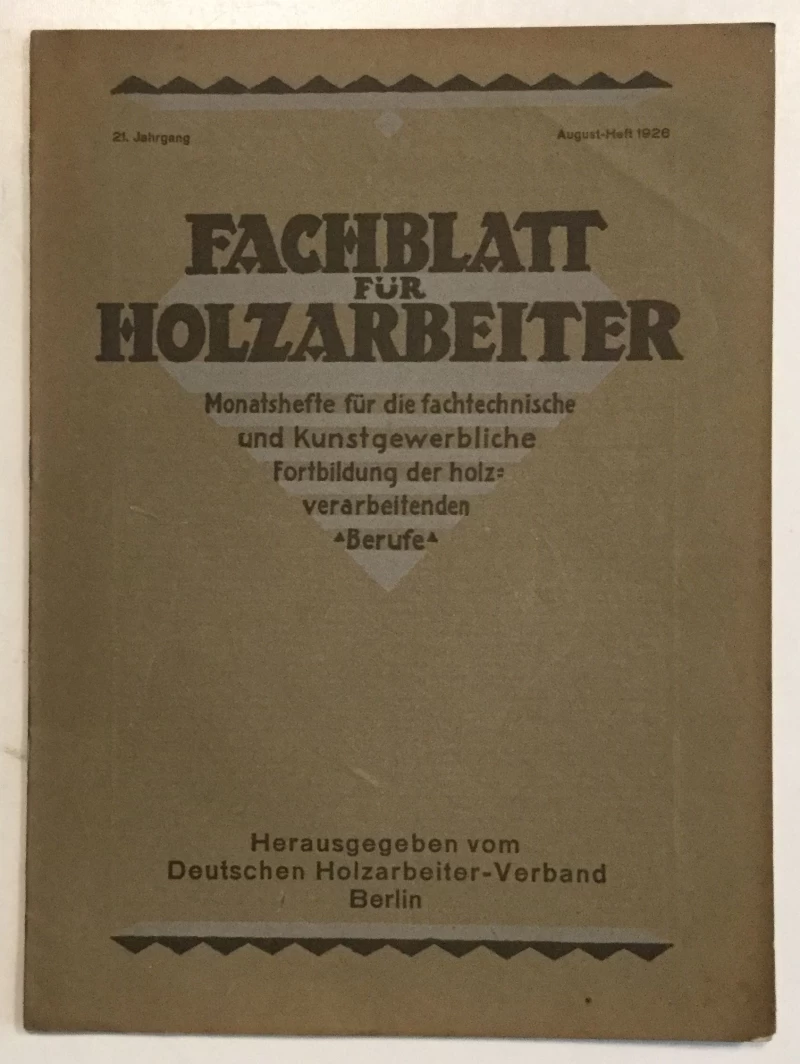 21. Jahrgang
August-Heft 1926
FACHBLATT
FÜR
HOLZARBEITER
Monatshefte für die fachtechnische
und Kunstgewerbliche
Fortbildung der holz=
verarbeitenden
Berufe
Herausgegeben vom
Deutschen Holzarbeiter-Verband
Berlin